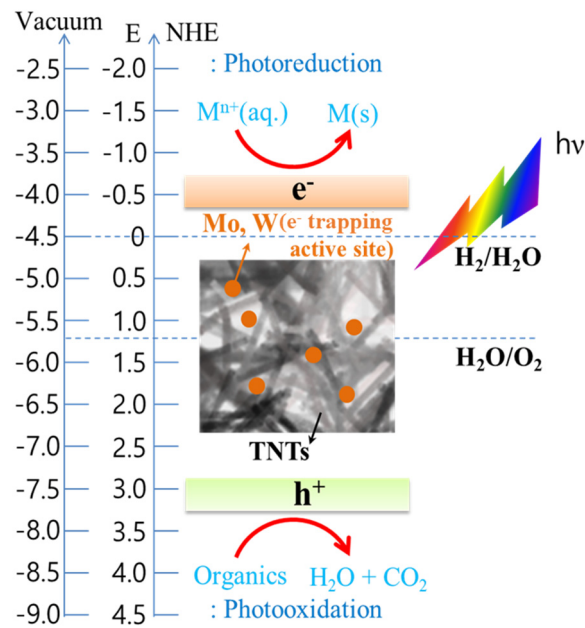 Vacuum
E NHE
-2.5 -2.0
: Photoreduction
-3.0 -1.5
Mⁿ⁺(aq.) M(s)
-3.5 -1.0
hν
-4.0 -0.5
e⁻
Mo, W(e⁻ trapping
active site)
-4.5 0
H₂/H₂O
-5.0 0.5
-5.5 1.0
H₂O/O₂
-6.0 1.5
-6.5 2.0
TNTs
-7.0 2.5
-7.5 3.0
h⁺
-8.0 3.5
-8.5 4.0
Organics H₂O + CO₂
-9.0 4.5
: Photooxidation